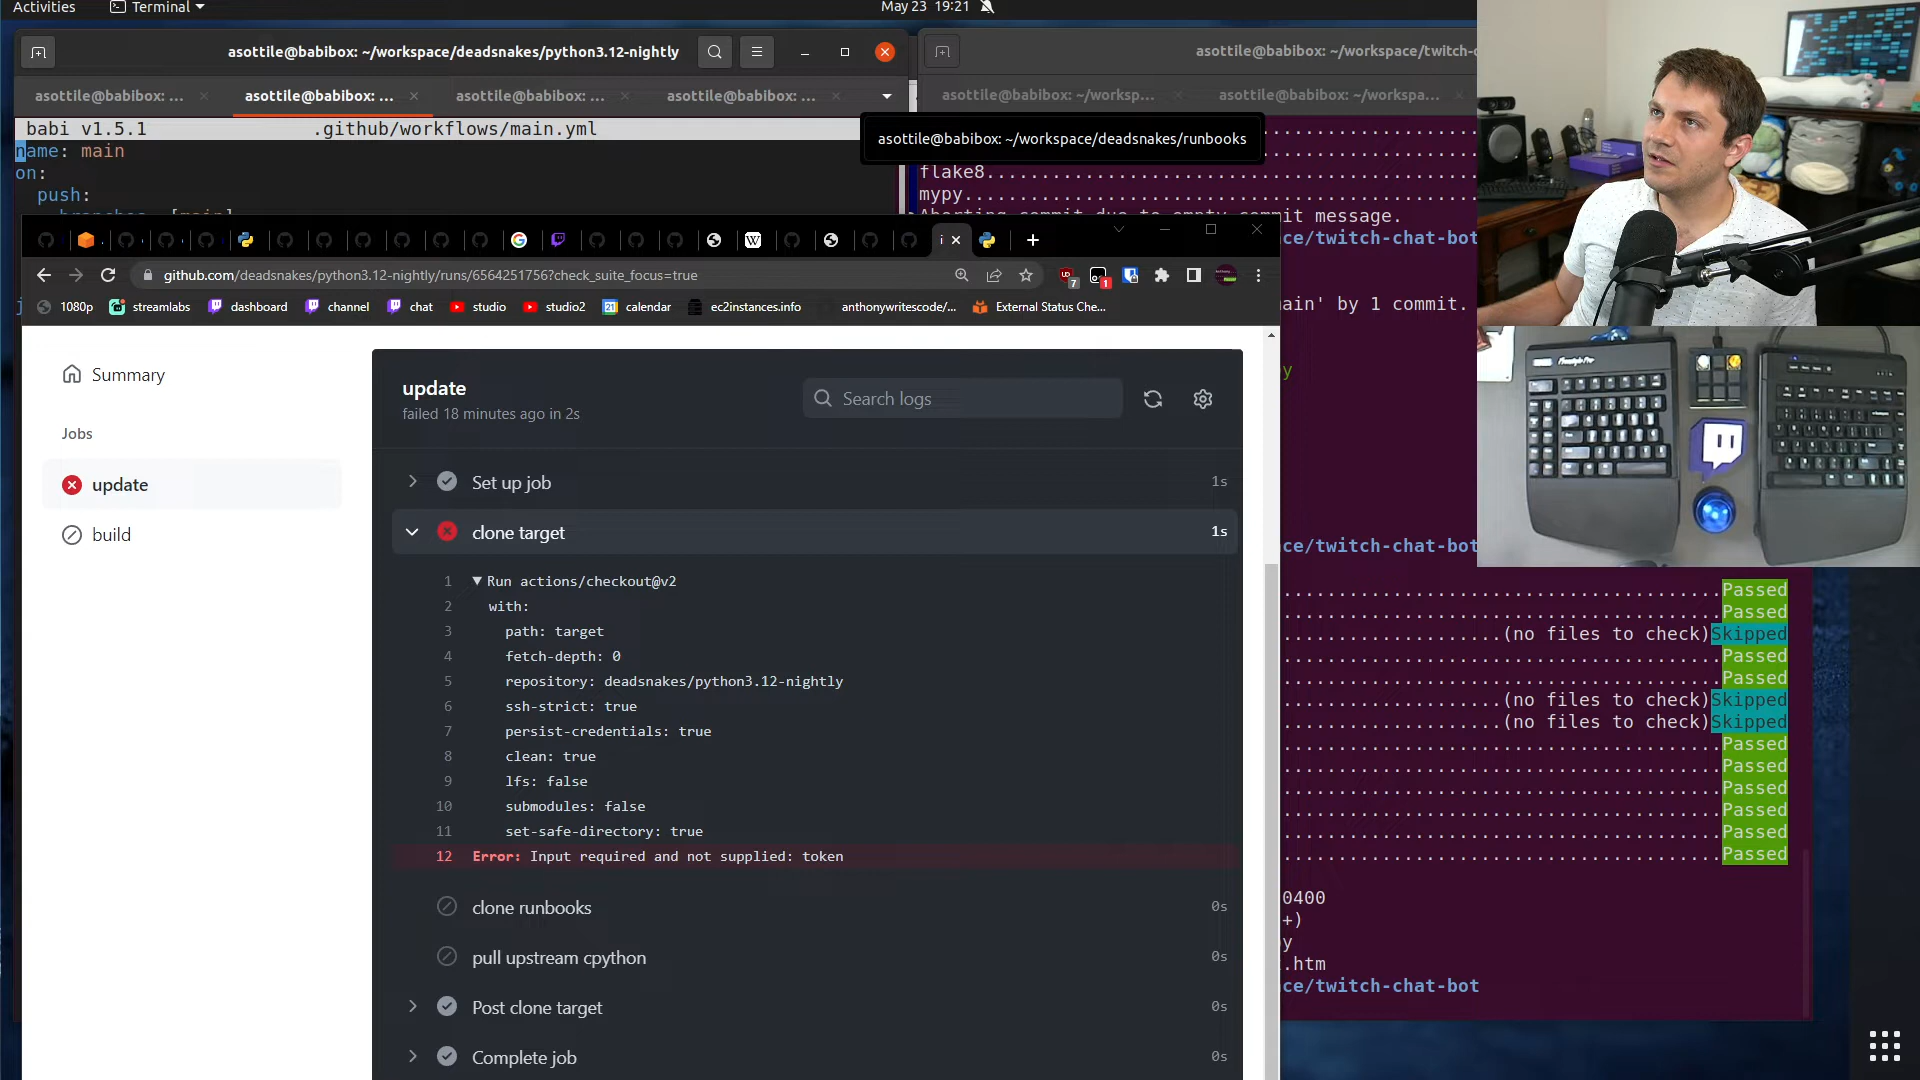 Activities
Terminal
May 23 19:21
asottile@babibox: ~/workspace/deadsnakes/python3.12-nightly
asottile@babibox: ~/workspace/twitch-c
asottile@babibox: ...
asottile@babibox: ...
asottile@babibox: ...
asottile@babibox: ...
asottile@babibox: ~/worksp...
asottile@babibox: ~/workspa...
babi v1.5.1 .github/workflows/main.yml
asottile@babibox: ~/workspace/deadsnakes/runbooks
name: main
on:
push:
flake8
mypy
Aborting commit due to empty commit message.
ce/twitch-chat-bot
github.com/deadsnakes/python3.12-nightly/runs/6564251756?check_suite_focus=true
1080p
streamlabs
dashboard
channel
chat
studio
studio2
calendar
ec2instances.info
anthonywritescode/...
External Status Che...
ain' by 1 commit.
y
Summary
Jobs
update
build
update
failed 18 minutes ago in 2s
Search logs
Set up job 1s
clone target 1s
1 Run actions/checkout@v2
2 with:
3 path: target
4 fetch-depth: 0
5 repository: deadsnakes/python3.12-nightly
6 ssh-strict: true
7 persist-credentials: true
8 clean: true
9 lfs: false
10 submodules: false
11 set-safe-directory: true
12 Error: Input required and not supplied: token
clone runbooks 0s
pull upstream cpython 0s
Post clone target 0s
Complete job 0s
ce/twitch-chat-bot
Passed
Passed
(no files to check)Skipped
Passed
Passed
(no files to check)Skipped
(no files to check)Skipped
Passed
Passed
Passed
Passed
Passed
Passed
0400
+)
y
.htm
ce/twitch-chat-bot